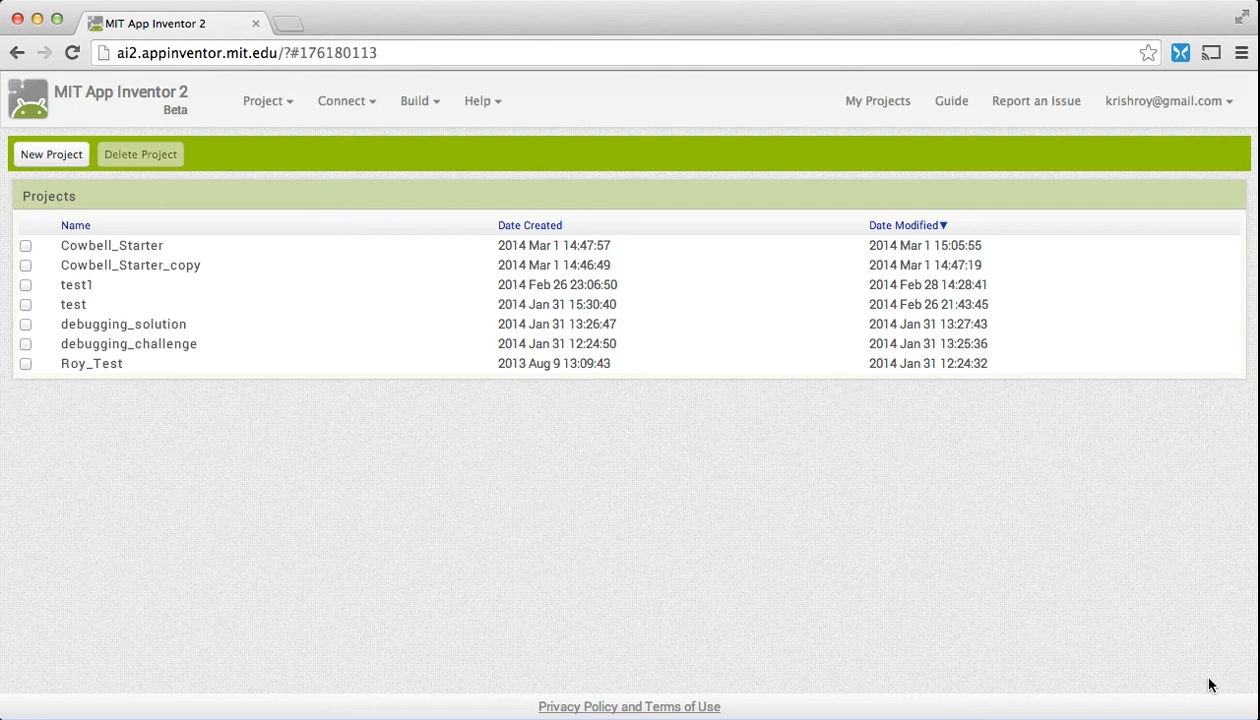 MIT App Inventor 2
ai2.appinventor.mit.edu/?#176180113
MIT App Inventor 2
Beta
Project Connect Build Help My Projects Guide Report an Issue krishroy@gmail.com
New Project Delete Project
Projects
Name Date Created Date Modified▼
Cowbell_Starter 2014 Mar 1 14:47:57 2014 Mar 1 15:05:55
Cowbell_Starter_copy 2014 Mar 1 14:46:49 2014 Mar 1 14:47:19
test1 2014 Feb 26 23:06:50 2014 Feb 28 14:28:41
test 2014 Jan 31 15:30:40 2014 Feb 26 21:43:45
debugging_solution 2014 Jan 31 13:26:47 2014 Jan 31 13:27:43
debugging_challenge 2014 Jan 31 12:24:50 2014 Jan 31 13:25:36
Roy_Test 2013 Aug 9 13:09:43 2014 Jan 31 12:24:32
Privacy Policy and Terms of Use